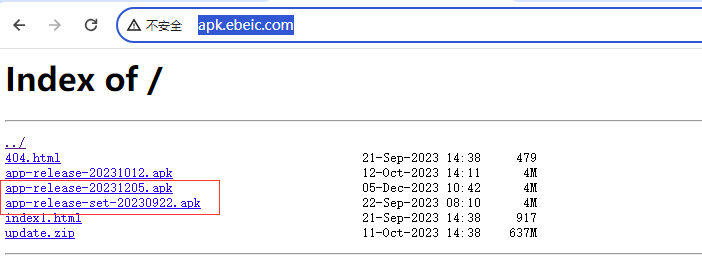 不安全 apk.ebeic.com
Index of /
../
404.html 21-Sep-2023 14:38 479
app-release-20231012.apk 12-Oct-2023 14:11 4M
app-release-20231205.apk 05-Dec-2023 10:42 4M
app-release-set-20230922.apk 22-Sep-2023 08:10 4M
index1.html 21-Sep-2023 14:38 917
update.zip 11-Oct-2023 14:38 637M